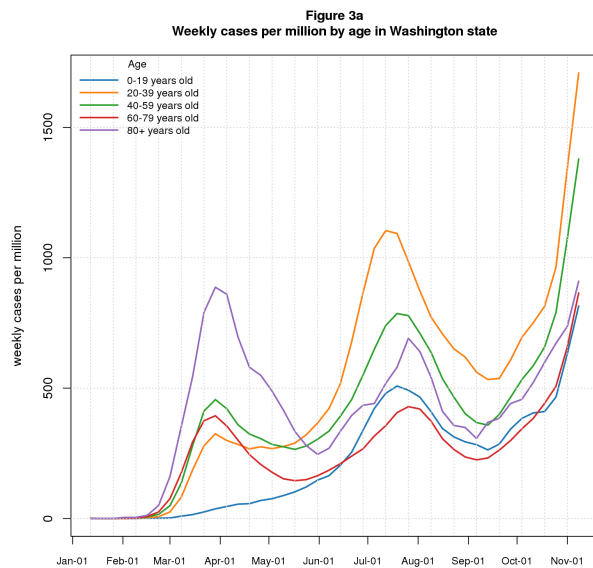 Figure 3a
Weekly cases per million by age in Washington state
Age
0-19 years old
20-39 years old
40-59 years old
60-79 years old
80+ years old
weekly cases per million
1500
1000
500
0
Jan-01 Feb-01 Mar-01 Apr-01 May-01 Jun-01 Jul-01 Aug-01 Sep-01 Oct-01 Nov-01